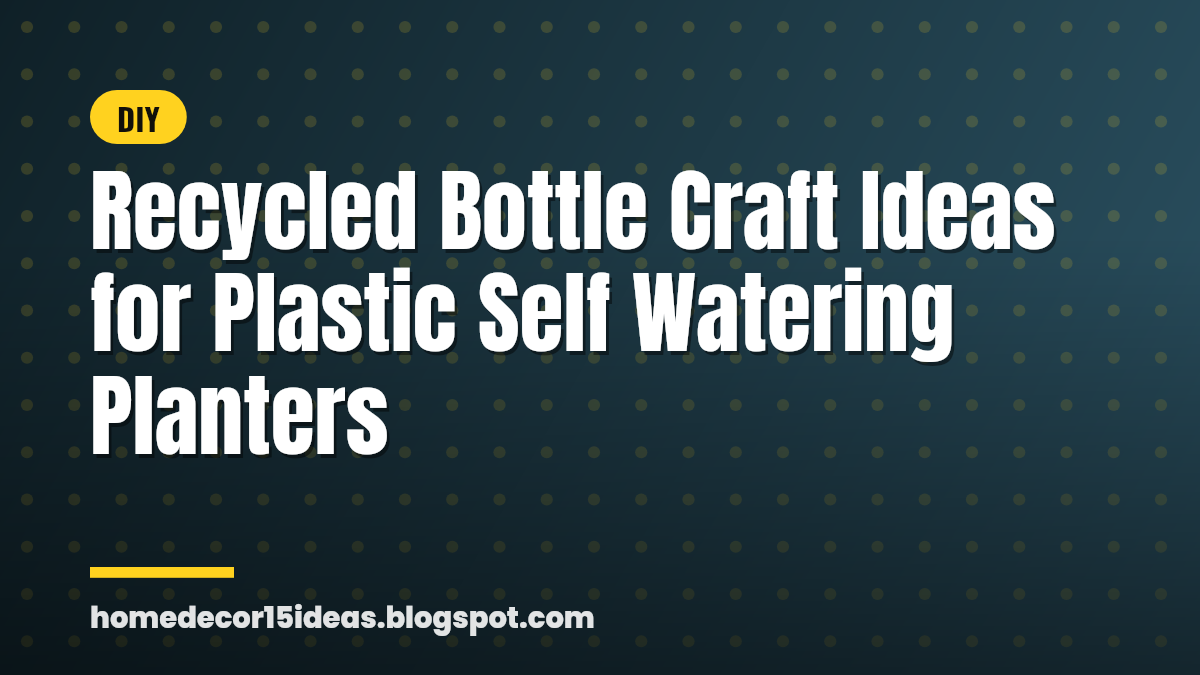 DIY
Recycled Bottle Craft Ideas
for Plastic Self Watering
Planters
homedecor15ideas.blogspot.com